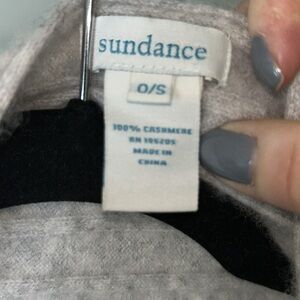 sundance
O/S
100% CASHMERE
RN 106205
MADE IN
CHINA